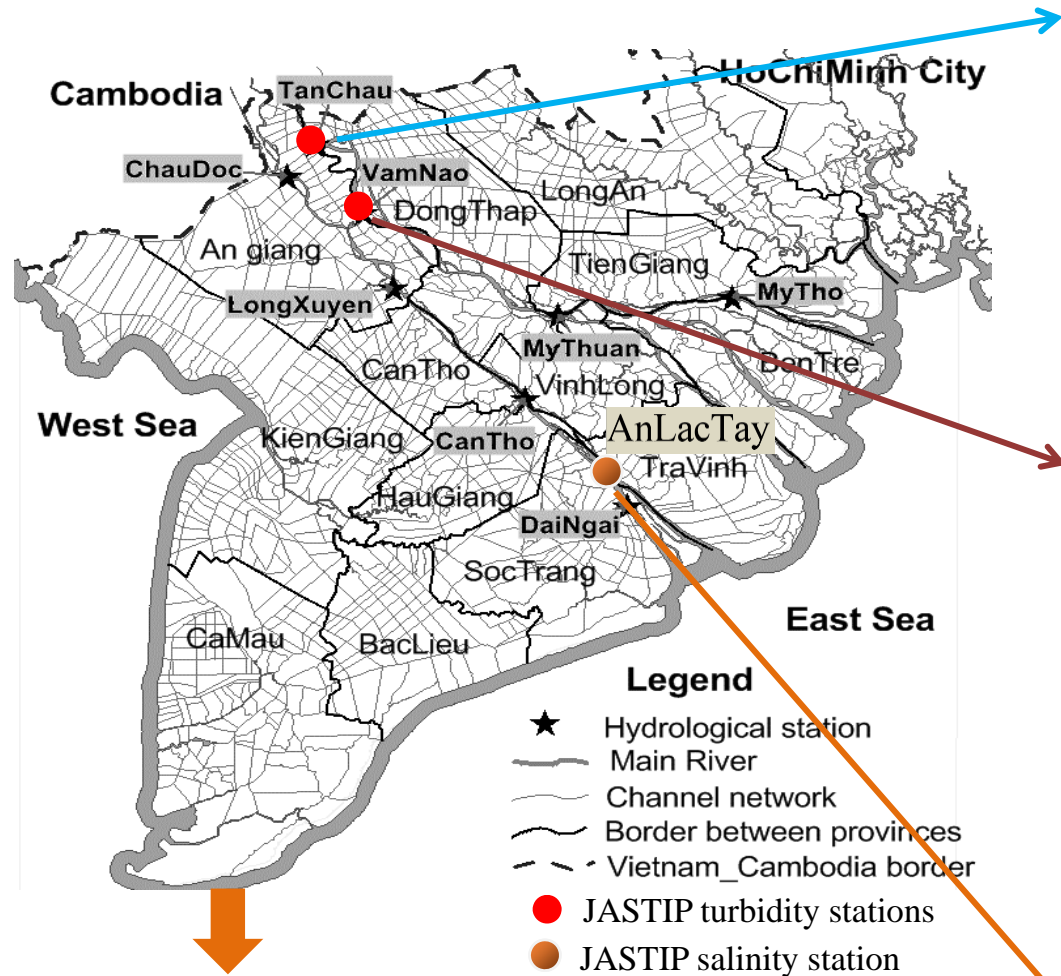 HoChiMinh City
Cambodia
TanChau
ChauDoc
VamNao
LongAn
DongThap
An giang
TienGiang
MyTho
LongXuyen
MyThuan
BenTre
CanTho
VinhLong
West Sea
AnLacTay
KienGiang
CanTho
TraVinh
HauGiang
DaiNgai
SocTrang
East Sea
CaMau
BacLieu
Legend
Hydrological station
Main River
Channel network
Border between provinces
Vietnam_Cambodia border
JASTIP turbidity stations
JASTIP salinity station